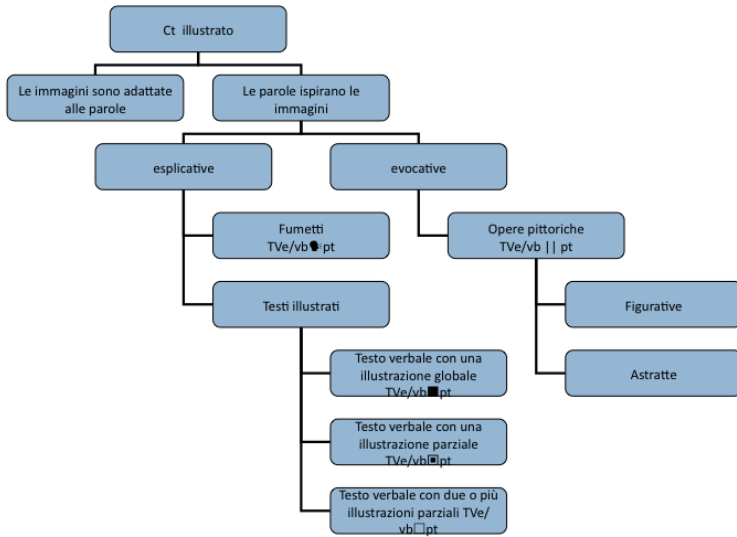 Ct illustrato
Le immagini sono adattate
alle parole
Le parole ispirano le
immagini
esplicative
evocative
Fumetti
TVe/vb🗣pt
Opere pittoriche
TVe/vb || pt
Testi illustrati
Figurative
Testo verbale con una
illustrazione globale
TVe/vb■pt
Astratte
Testo verbale con una
illustrazione parziale
TVe/vb▣pt
Testo verbale con due o più
illustrazioni parziali TVe/
vb□pt